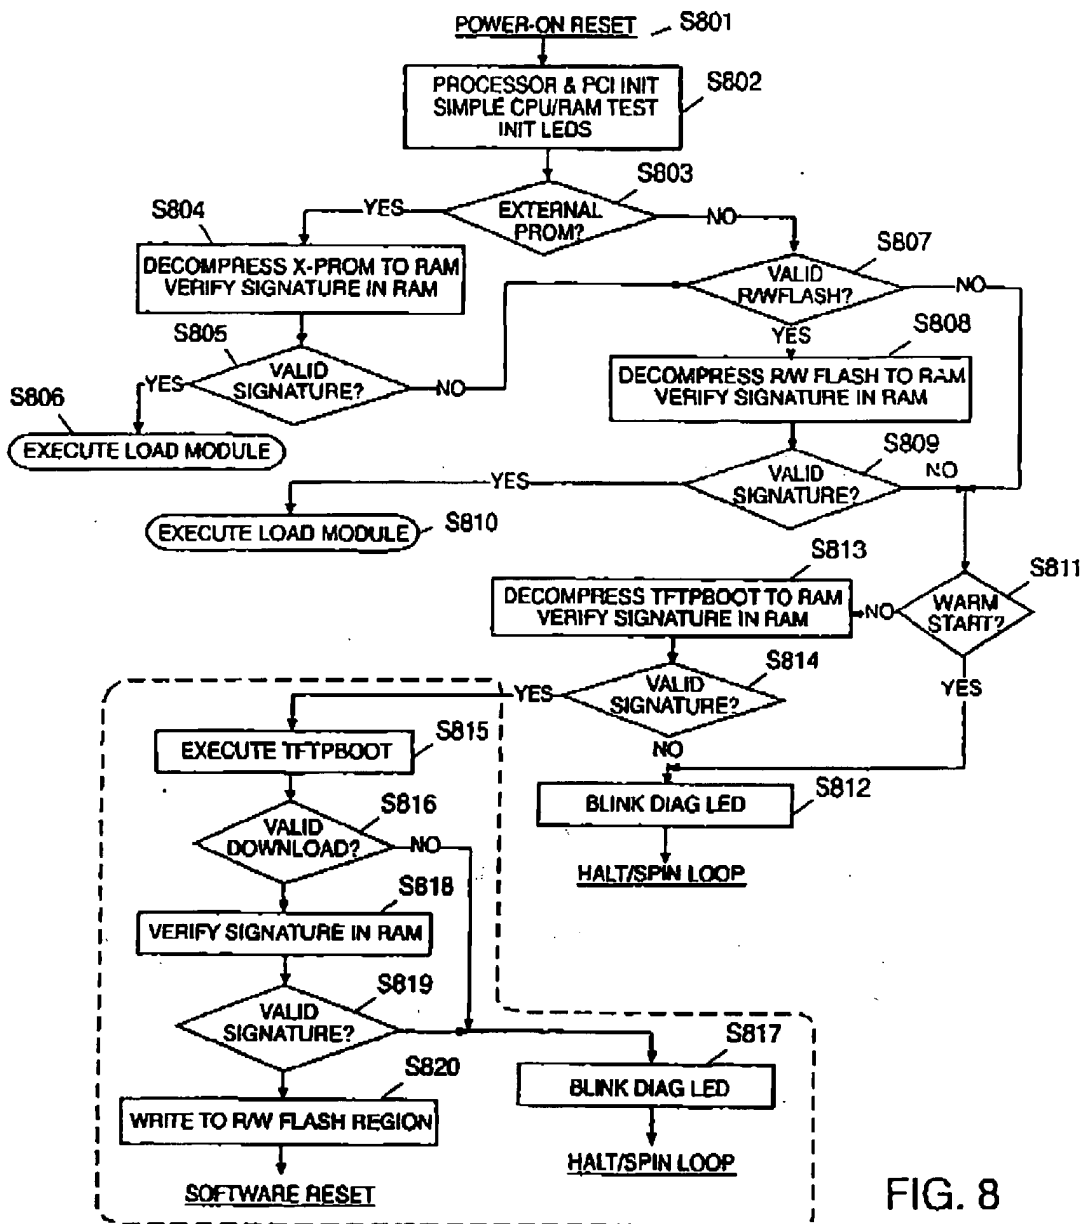 POWER-ON RESET
S801
PROCESSOR & PCI INIT
SIMPLE CPU/RAM TEST
INIT LEDS
S802
EXTERNAL
PROM?
S803
YES
NO
S804
DECOMPRESS X-PROM TO RAM
VERIFY SIGNATURE IN RAM
S805
VALID
SIGNATURE?
YES
NO
S806
EXECUTE LOAD MODULE
S807
VALID
R/WFLASH?
NO
YES
S808
DECOMPRESS R/W FLASH TO RAM
VERIFY SIGNATURE IN RAM
S809
VALID
SIGNATURE?
NO
YES
EXECUTE LOAD MODULE
S810
S811
WARM
START?
NO
YES
S813
DECOMPRESS TFTPBOOT TO RAM
VERIFY SIGNATURE IN RAM
S814
VALID
SIGNATURE?
YES
NO
S812
BLINK DIAG LED
HALT/SPIN LOOP
EXECUTE TFTPBOOT
S815
S816
VALID
DOWNLOAD?
NO
S818
VERIFY SIGNATURE IN RAM
S819
VALID
SIGNATURE?
S817
BLINK DIAG LED
HALT/SPIN LOOP
S820
WRITE TO R/W FLASH REGION
SOFTWARE RESET
FIG. 8